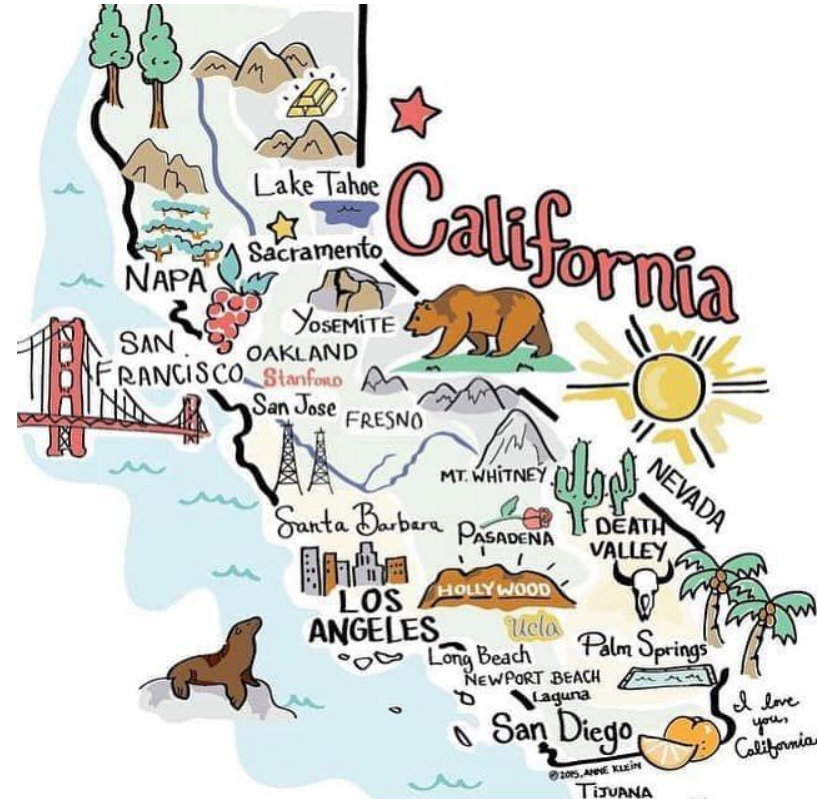 California
Lake Tahoe
Sacramento
NAPA
YOSEMITE
SAN
FRANCISCO
OAKLAND
Stanford
San Jose
FRESNO
MT. WHITNEY
NEVADA
Santa Barbara
PASADENA
DEATH
VALLEY
HOLLYWOOD
LOS
ANGELES
Ucla
Palm Springs
Long Beach
NEWPORT BEACH
Laguna
San Diego
I love
you,
California
©2015, ANNE KLEIN
TIJUANA